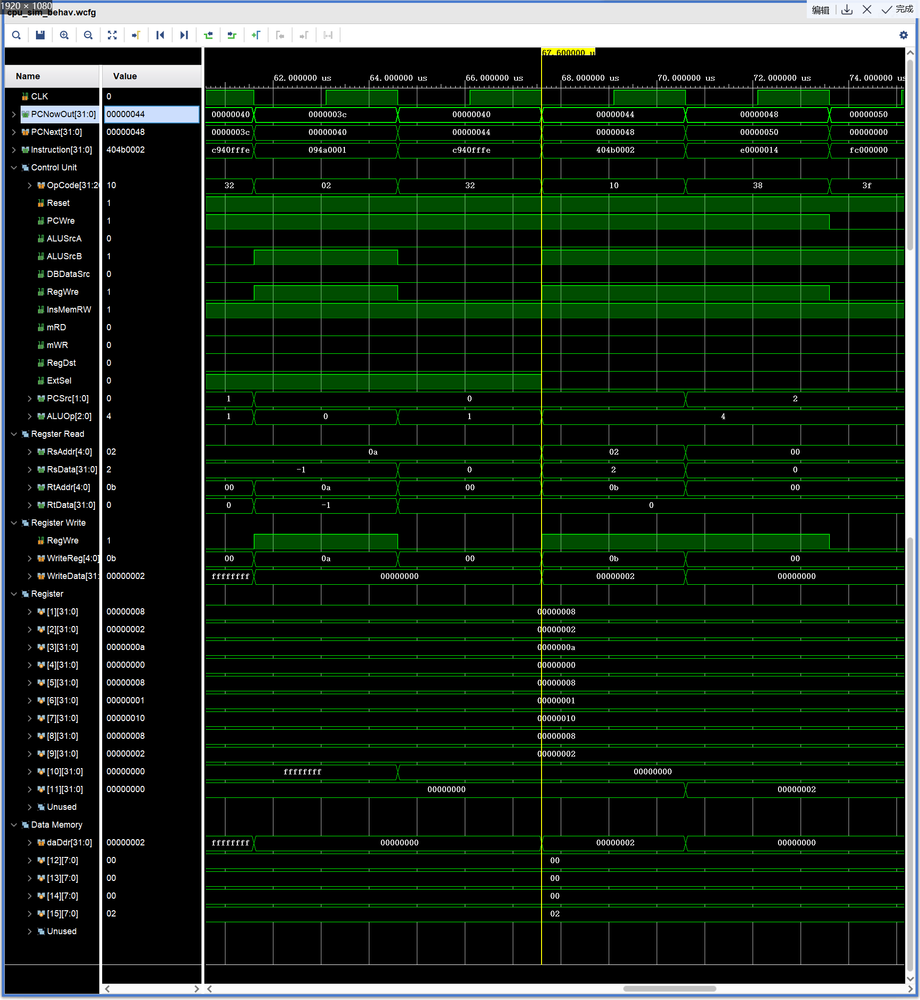 1920 × 1080
cpu_sim_behav.wcfg
编辑 完成
67.600000 u
Name Value
62.000000 us 64.000000 us 66.000000 us 68.000000 us 70.000000 us 72.000000 us 74.000000 us
CLK 0
PCNowOut[31:0] 00000044 00000040 0000003c 00000040 00000044 00000048 00000050
PCNext[31:0] 00000048 0000003c 00000040 00000044 00000048 00000050 00000000
Instruction[31:0] 404b0002 c940fffe 094a0001 c940fffe 404b0002 e0000014 fc000000
Control Unit
OpCode[31:26 10 32 02 32 10 38 3f
Reset 1
PCWre 1
ALUSrcA 0
ALUSrcB 1
DBDataSrc 0
RegWre 1
InsMemRW 1
mRD 0
mWR 0
RegDst 0
ExtSel 0
PCSrc[1:0] 0 1 0 2
ALUOp[2:0] 4 1 0 1 4
Regster Read
RsAddr[4:0] 02 0a 02 00
RsData[31:0] 2 -1 0 2 0
RtAddr[4:0] 0b 00 0a 00 0b 00
RtData[31:0] 0 0 -1 0
Register Write
RegWre 1
WriteReg[4:0] 0b 00 0a 00 0b 00
WriteData[31: 00000002 ffffffff 00000000 00000002 00000000
Register
[1][31:0] 00000008 00000008
[2][31:0] 00000002 00000002
[3][31:0] 0000000a 0000000a
[4][31:0] 00000000 00000000
[5][31:0] 00000008 00000008
[6][31:0] 00000001 00000001
[7][31:0] 00000010 00000010
[8][31:0] 00000008 00000008
[9][31:0] 00000002 00000002
[10][31:0] 00000000 ffffffff 00000000
[11][31:0] 00000000 00000000 00000002
Unused
Data Memory
daDdr[31:0] 00000002 ffffffff 00000000 00000002 00000000
[12][7:0] 00 00
[13][7:0] 00 00
[14][7:0] 00 00
[15][7:0] 02 02
Unused